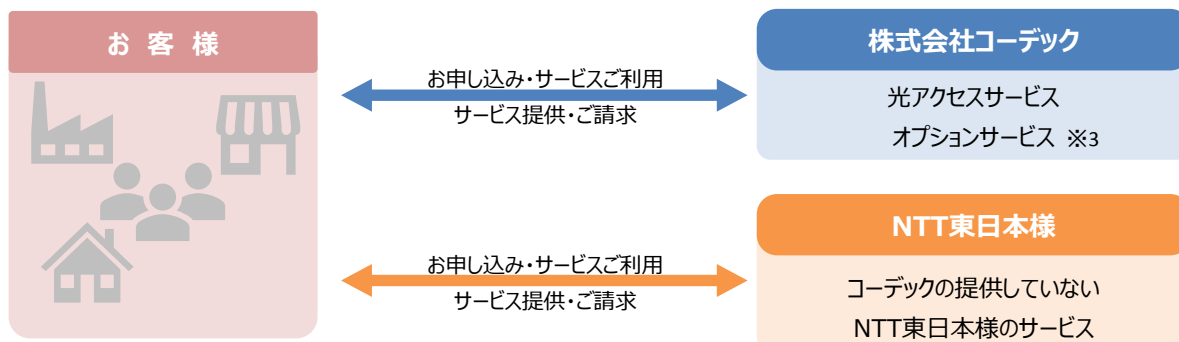 お 客 様
株式会社コーデック
お申し込み・サービスご利用
サービス提供・ご請求
光アクセスサービス
オプションサービス ※3
NTT東日本様
お申し込み・サービスご利用
サービス提供・ご請求
コーデックの提供していない
NTT東日本様のサービス